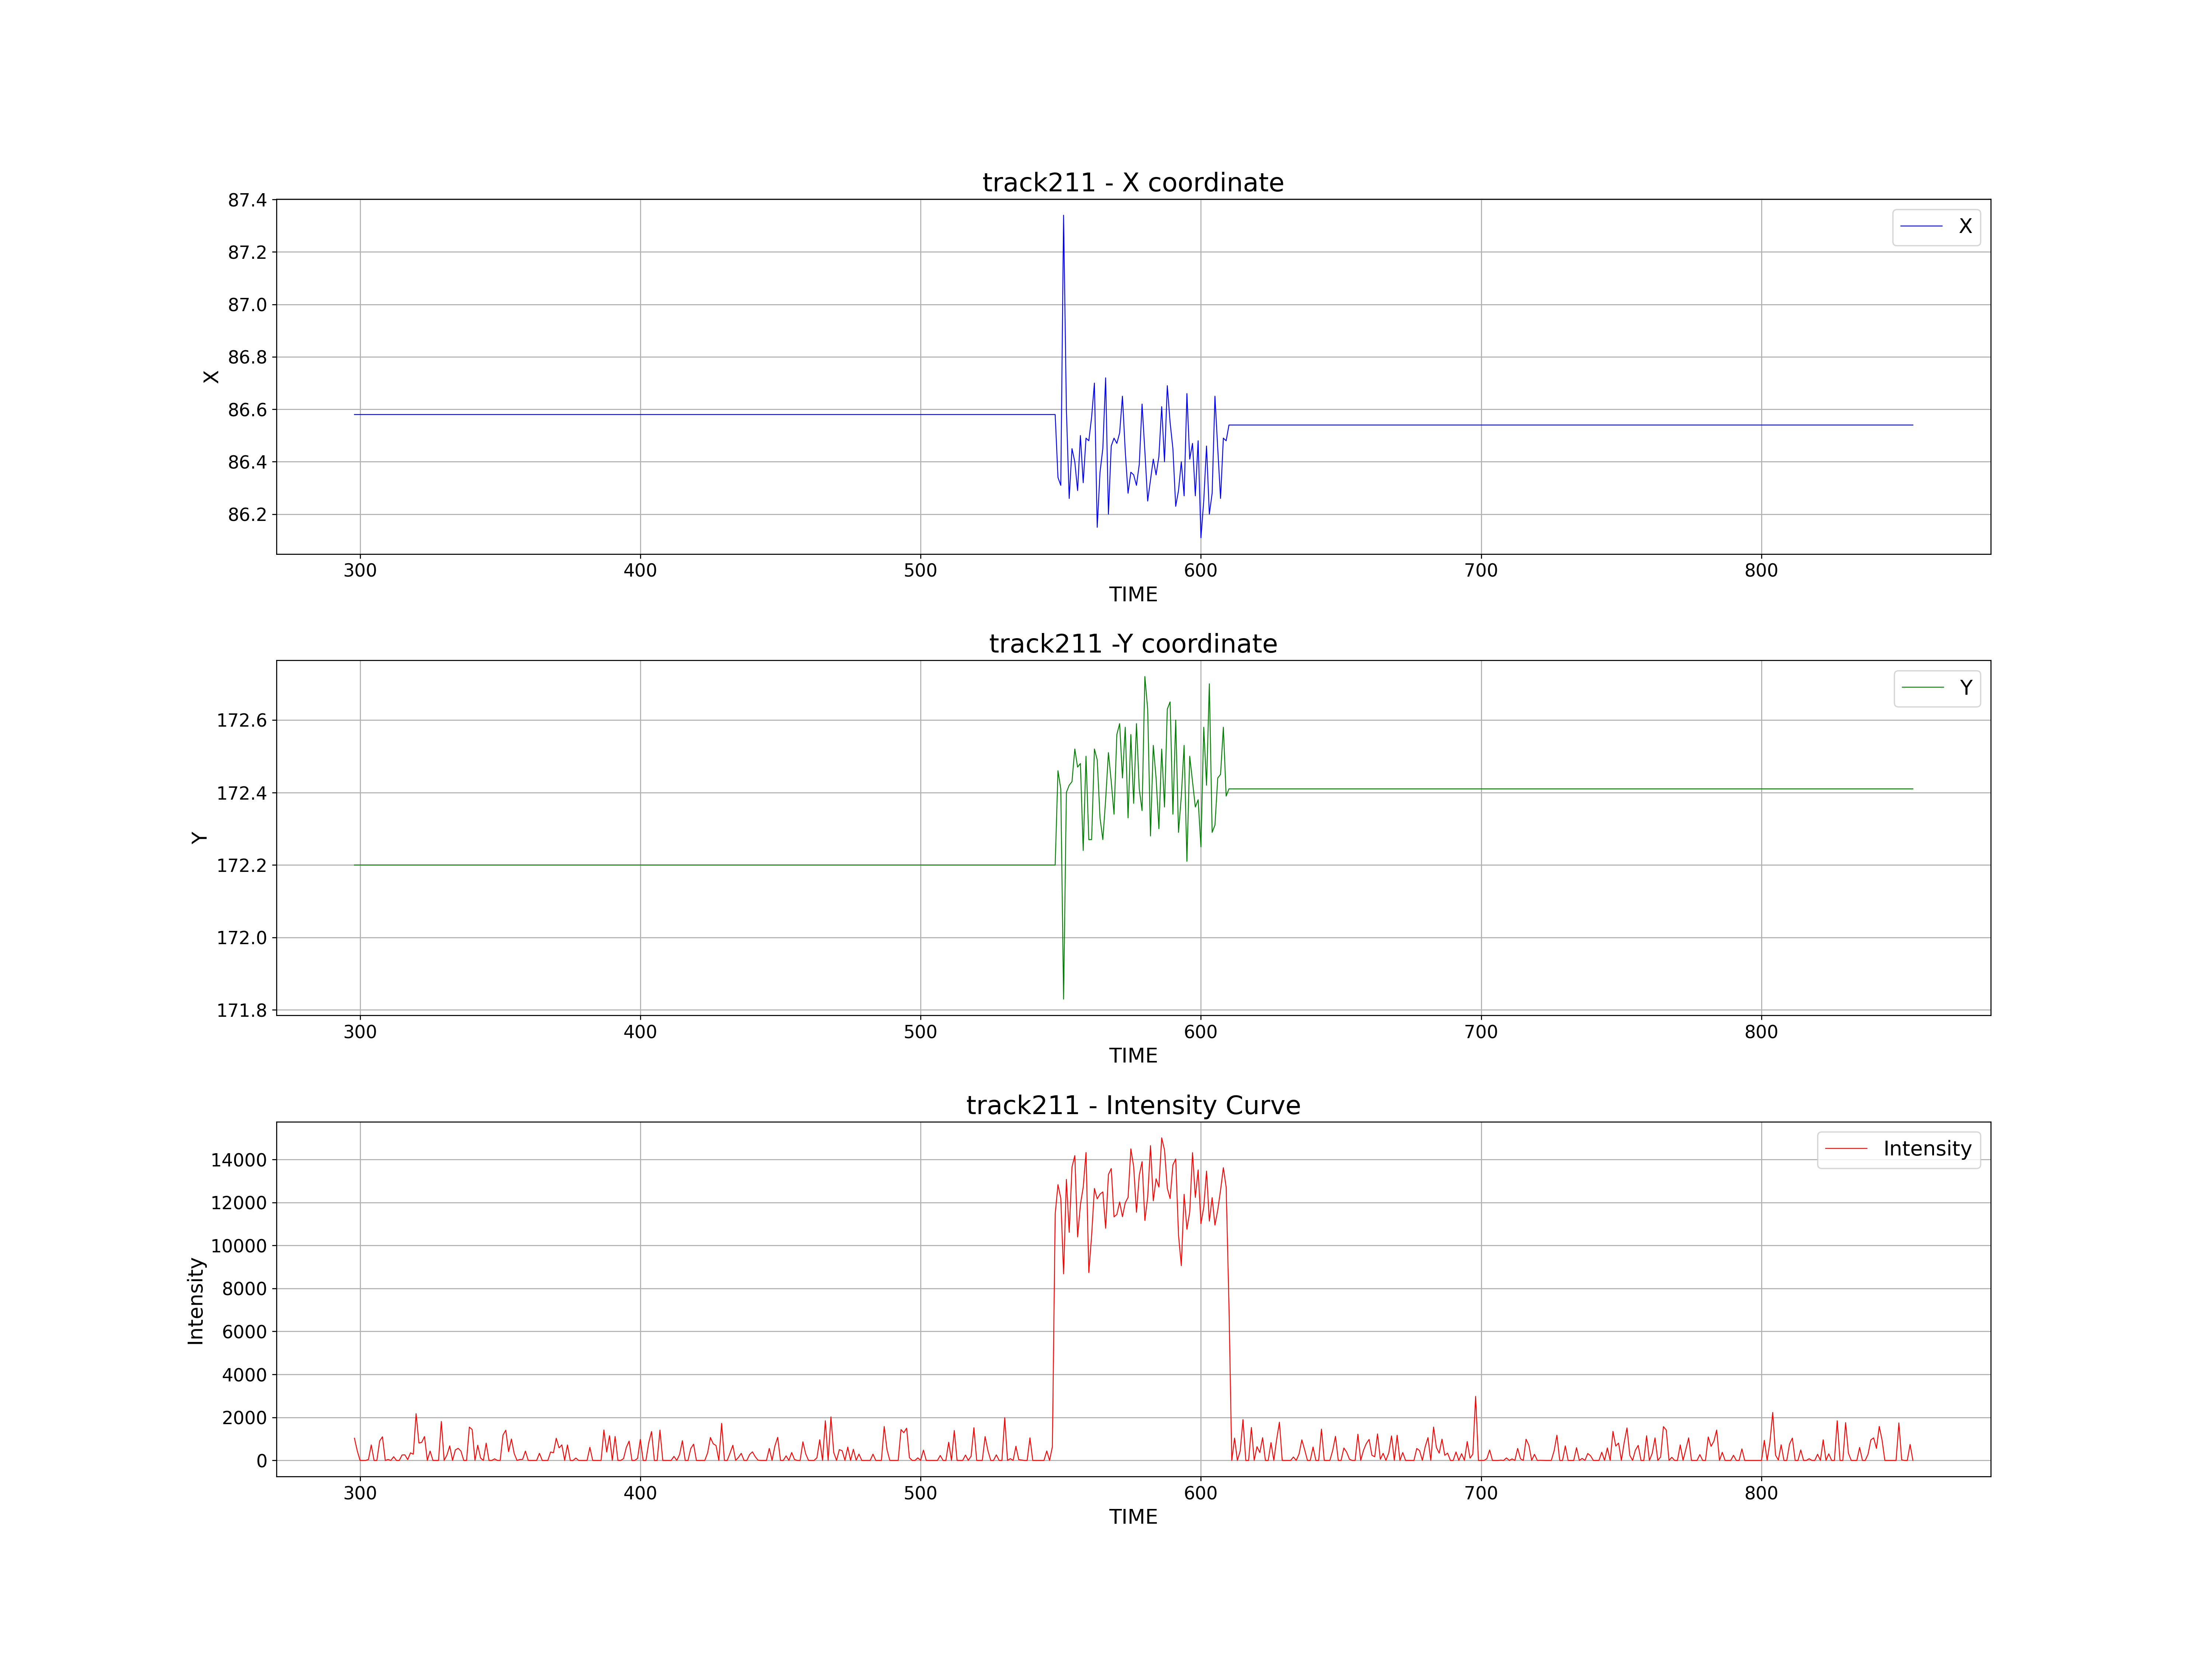 track211 - X coordinate
87.4
87.2
87.0
86.8
86.6
86.4
86.2
X
X
300 400 500 600 700 800
TIME
track211 -Y coordinate
172.6
172.4
172.2
172.0
171.8
Y
Y
300 400 500 600 700 800
TIME
track211 - Intensity Curve
14000
12000
10000
8000
6000
4000
2000
0
Intensity
Intensity
300 400 500 600 700 800
TIME